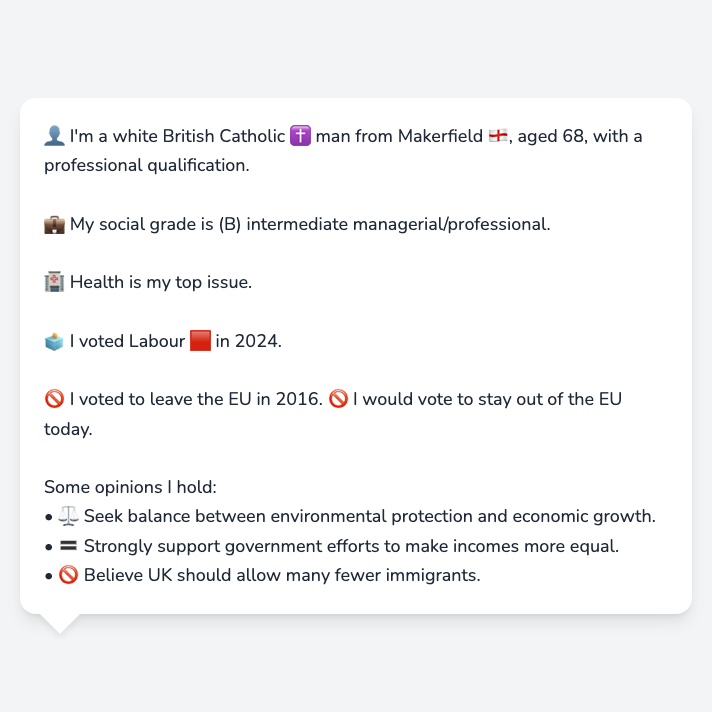 👤 I'm a white British Catholic ✝️ man from Makerfield 🏴󠁧󠁢󠁥󠁮󠁧󠁿, aged 68, with a
professional qualification.
💼 My social grade is (B) intermediate managerial/professional.
🏥 Health is my top issue.
🗳️ I voted Labour 🟥 in 2024.
🚫 I voted to leave the EU in 2016. 🚫 I would vote to stay out of the EU
today.
Some opinions I hold:
• ⚖️ Seek balance between environmental protection and economic growth.
• 🟰 Strongly support government efforts to make incomes more equal.
• 🚫 Believe UK should allow many fewer immigrants.